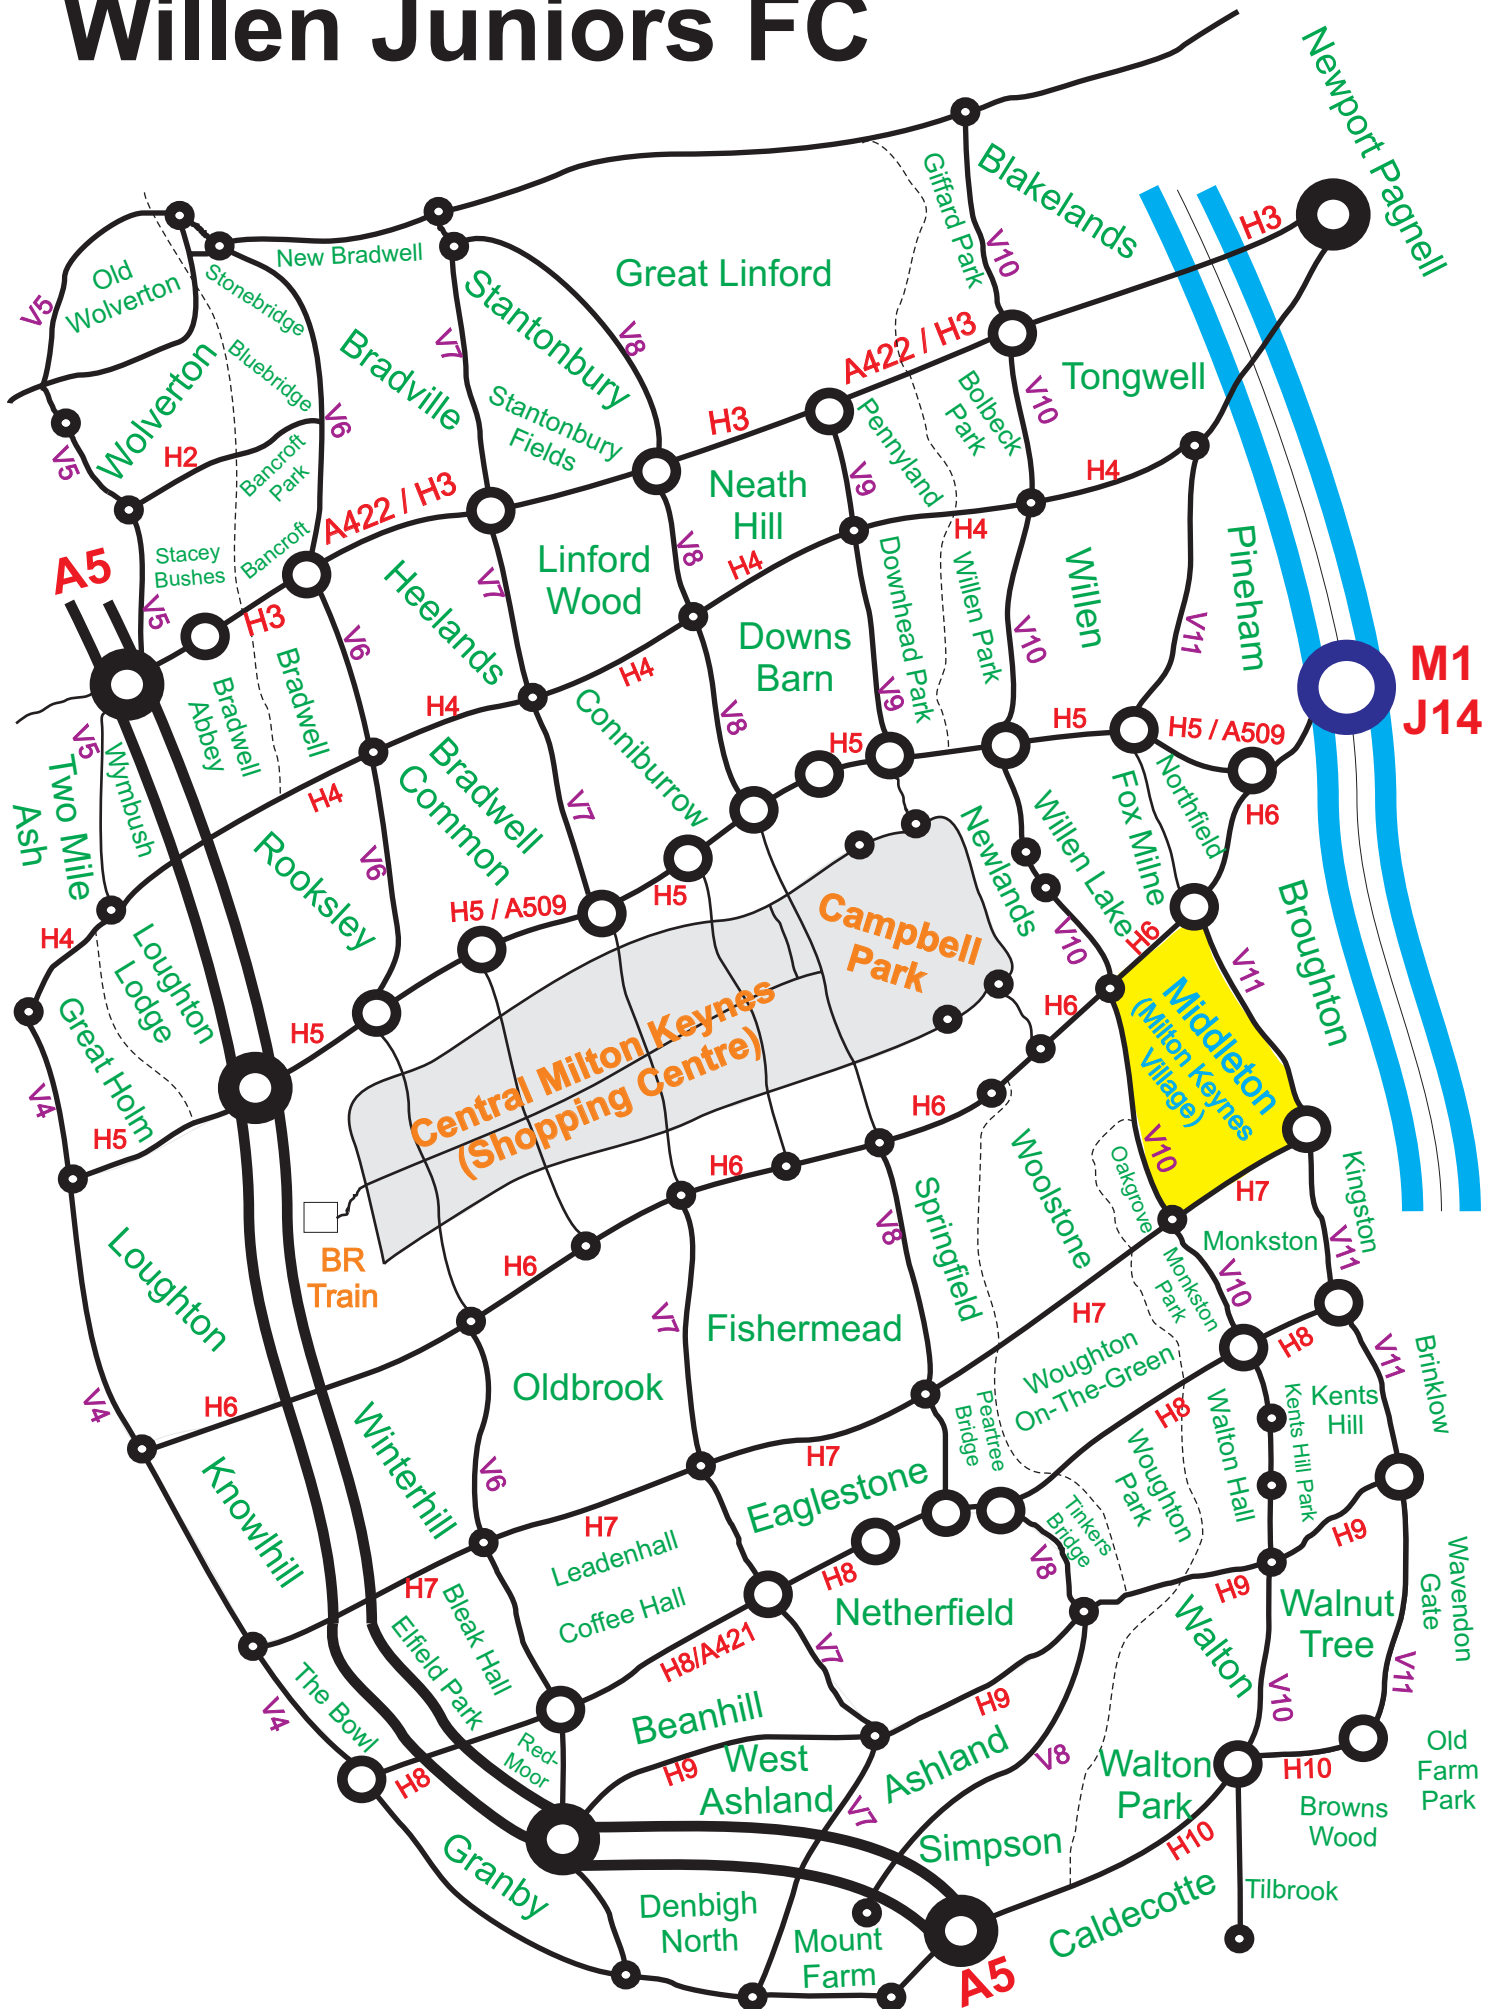 Willen Juniors FC
Newport Pagnell
Giffard Park
Blakelands
H3
V10
New Bradwell
Old
Wolverton
V5
Stonebridge
Great Linford
Stantonbury
V8
V7
A422 / H3
Bradville
Bluebridge
Wolverton
Tongwell
Bolbeck
Park
V10
Pennyland
Stantonbury
Fields
H3
V6
V5
H2
Bancroft
Park
A422 / H3
Neath
Hill
V9
H4
H4
Pineham
Stacey
Bushes
Bancroft
A5
V5
H3
Heelands
V7
Linford
Wood
V8
H4
Downhead Park
Willen Park
Willen
V10
V11
V6
Downs
Barn
Bradwell
Bradwell
Abbey
H4
H4
Conniburrow
V9
V8
M1
J14
H5
H5
H5 / A509
V5
Wymbush
Two Mile
Ash
H4
Bradwell
Common
V7
Rooksley
V6
Newlands
Willen Lake
Fox Milne
Northfield
H6
H5 / A509
H5
Campbell
Park
V10
H6
Broughton
V11
H4
Loughton
Lodge
Great Holm
H5
Central Milton Keynes
(Shopping Centre)
H6
Middleton
(Milton Keynes
Village)
V4
H5
H6
Woolstone
Oakgrove
V10
H7
Kingston
H6
Springfield
V8
Monkston
V11
Loughton
BR
Train
H6
Monkston
Park
V10
V7
Fishermead
H7
H8
Woughton
On-The-Green
Brinklow
V11
Oldbrook
V4
H6
Winterhill
Peartree
Bridge
H8
Walton Hall
Kents
Hill
Kents Hill Park
Knowlhill
V6
H7
Eaglestone
Woughton
Park
H7
Leadenhall
Tinkers
Bridge
H9
V8
H8
H7
Bleak Hall
Elfield Park
Coffee Hall
Netherfield
H9
Walton
Walnut
Tree
Wavendon
Gate
H8/A421
V7
The Bowl
V4
V10
V11
H9
Beanhill
Red-
Moor
H8
H9
West
Ashland
Ashland
V8
V7
Walton
Park
H10
Old
Farm
Park
Browns
Wood
H10
Simpson
Granby
Denbigh
North
Mount
Farm
Caldecotte
Tilbrook
A5